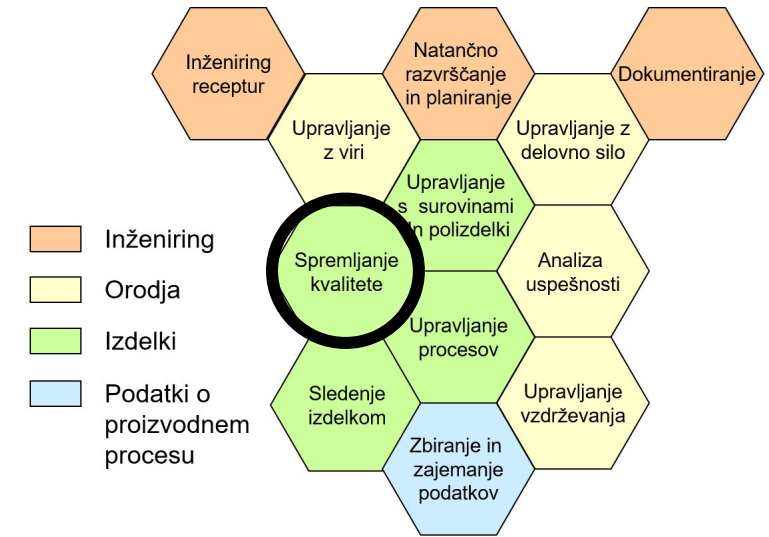 Inženiring
receptur
Natančno
razvrščanje
in planiranje
Dokumentiranje
Upravljanje
z viri
Upravljanje z
delovno silo
Upravljanje
s surovinami
in polizdelki
Spremljanje
kvalitete
Analiza
uspešnosti
Upravljanje
procesov
Sledenje
izdelkom
Upravljanje
vzdrževanja
Zbiranje in
zajemanje
podatkov
Inženiring
Orodja
Izdelki
Podatki o
proizvodnem
procesu